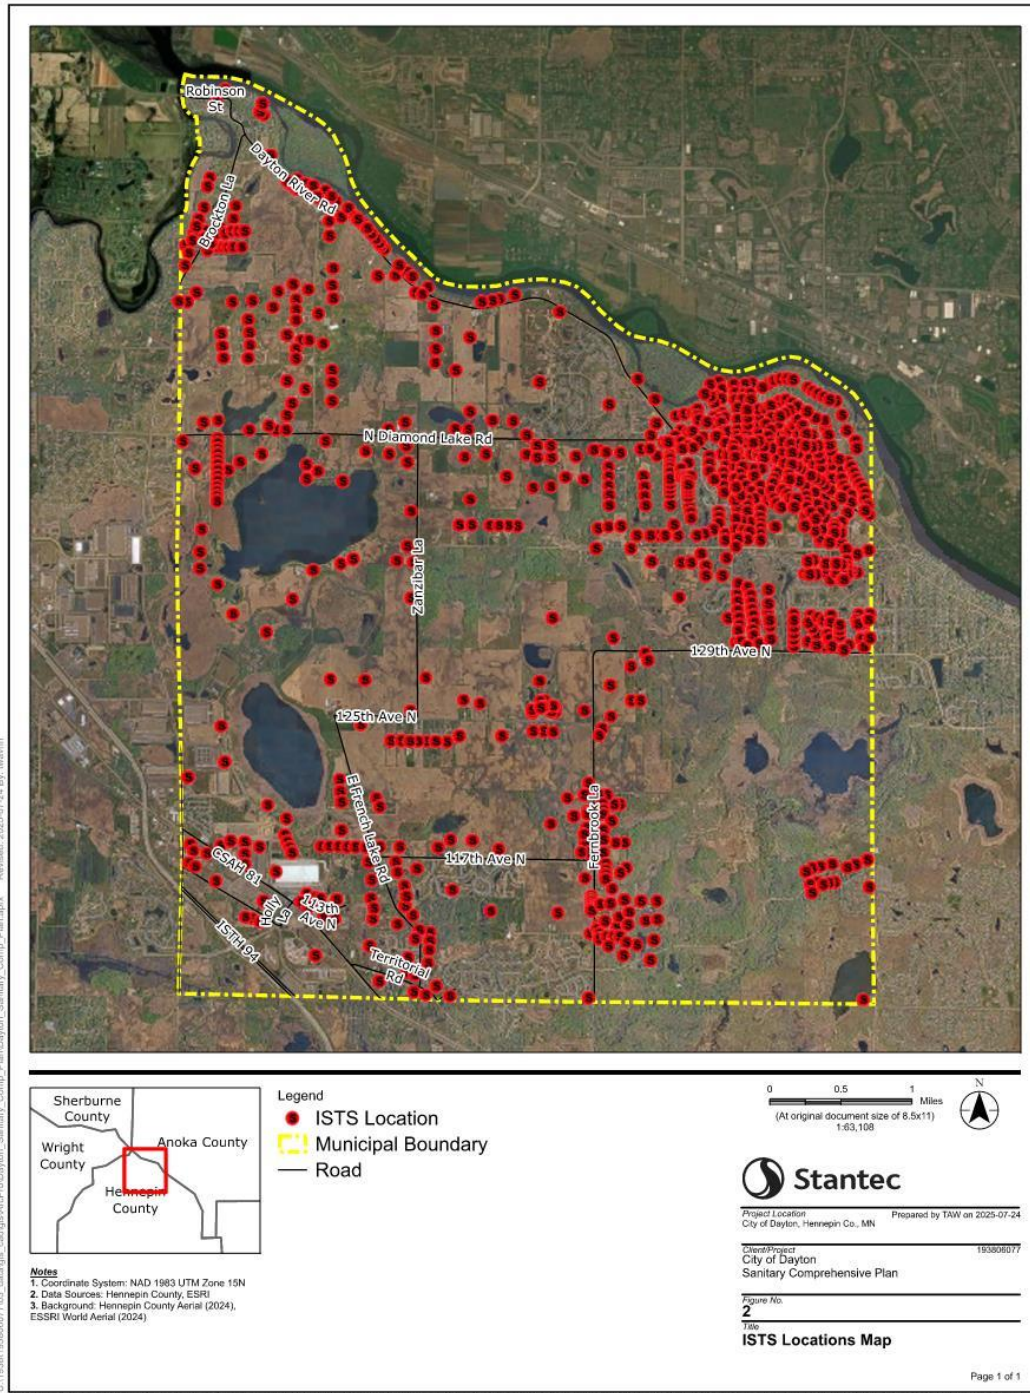 Robinson
St
Dayton River Rd
Brockton La
N Diamond Lake Rd
Zanzibar La
129th Ave N
125th Ave N
E French Lake Rd
Fernbrook La
117th Ave N
CSAH 81
Holly
La
113th
Ave N
ISTH 94
Territorial
Rd
Sherburne
County
Wright
County
Anoka County
Hennepin
County
Legend
S ISTS Location
Municipal Boundary
Road
0 0.5 1
Miles
(At original document size of 8.5x11)
1:63,108
N
Stantec
Project Location
Prepared by TAW on 2025-07-24
City of Dayton, Hennepin Co., MN
Client/Project
193806077
City of Dayton
Sanitary Comprehensive Plan
Figure No.
2
Title
ISTS Locations Map
Notes
1. Coordinate System: NAD 1983 UTM Zone 15N
2. Data Sources: Hennepin County, ESRI
3. Background: Hennepin County Aerial (2024),
ESSRI World Aerial (2024)
Page 1 of 1